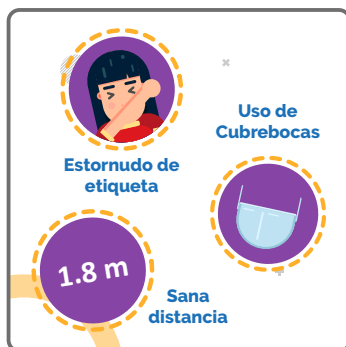 Estornudo de
etiqueta
Uso de
Cubrebocas
1.8 m
Sana
distancia